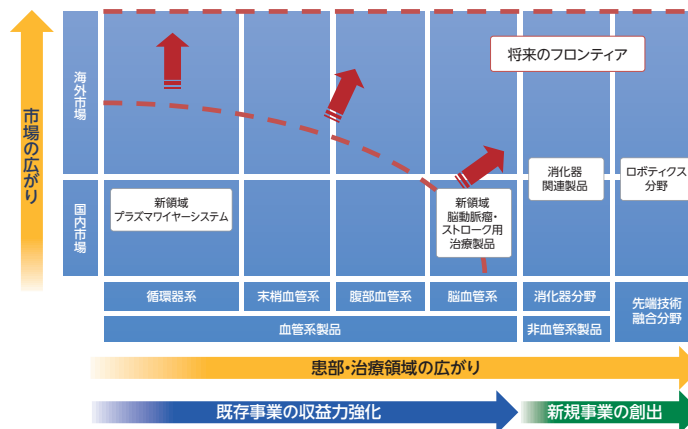 市場の広がり
海外市場
将来のフロンティア
消化器
関連製品
ロボティクス
分野
国内市場
新領域
プラズマワイヤーシステム
新領域
脳動脈瘤・
ストローク用
治療製品
循環器系
末梢血管系
腹部血管系
脳血管系
消化器分野
先端技術
融合分野
血管系製品
非血管系製品
患部・治療領域の広がり
既存事業の収益力強化
新規事業の創出